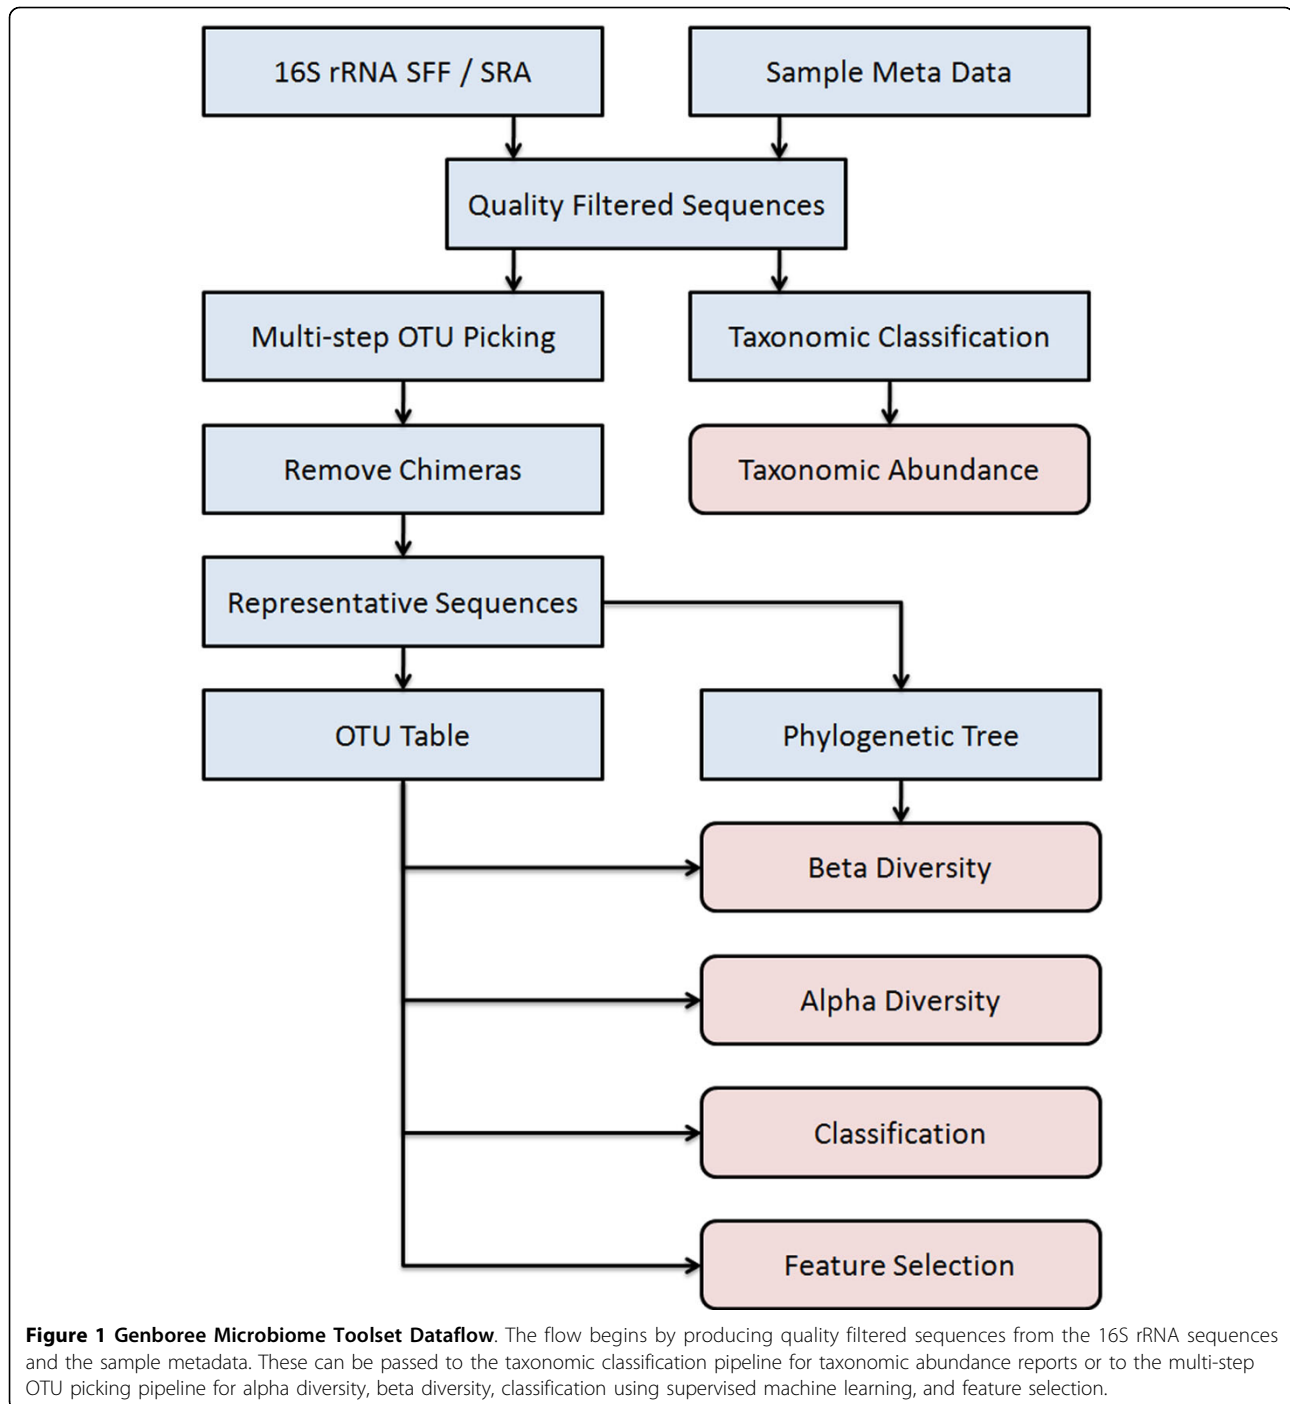 16S rRNA SFF / SRA
Sample Meta Data
Quality Filtered Sequences
Multi-step OTU Picking
Taxonomic Classification
Remove Chimeras
Taxonomic Abundance
Representative Sequences
OTU Table
Phylogenetic Tree
Beta Diversity
Alpha Diversity
Classification
Feature Selection
Figure 1 Genboree Microbiome Toolset Dataflow. The flow begins by producing quality filtered sequences from the 16S rRNA sequences
and the sample metadata. These can be passed to the taxonomic classification pipeline for taxonomic abundance reports or to the multi-step
OTU picking pipeline for alpha diversity, beta diversity, classification using supervised machine learning, and feature selection.